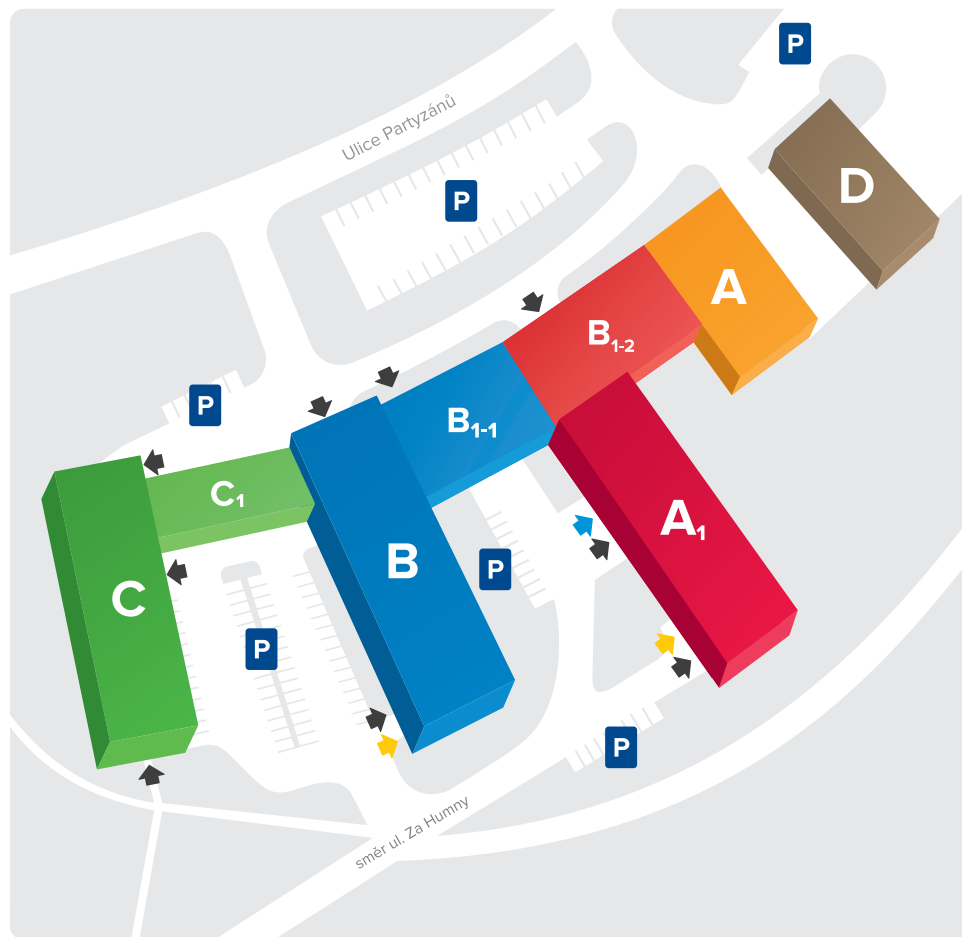 P
Ulice Partyzánů
P
D
A
B1-2
P
B1-1
C1
A1
B
P
C
P
P
směr ul. Za Humny